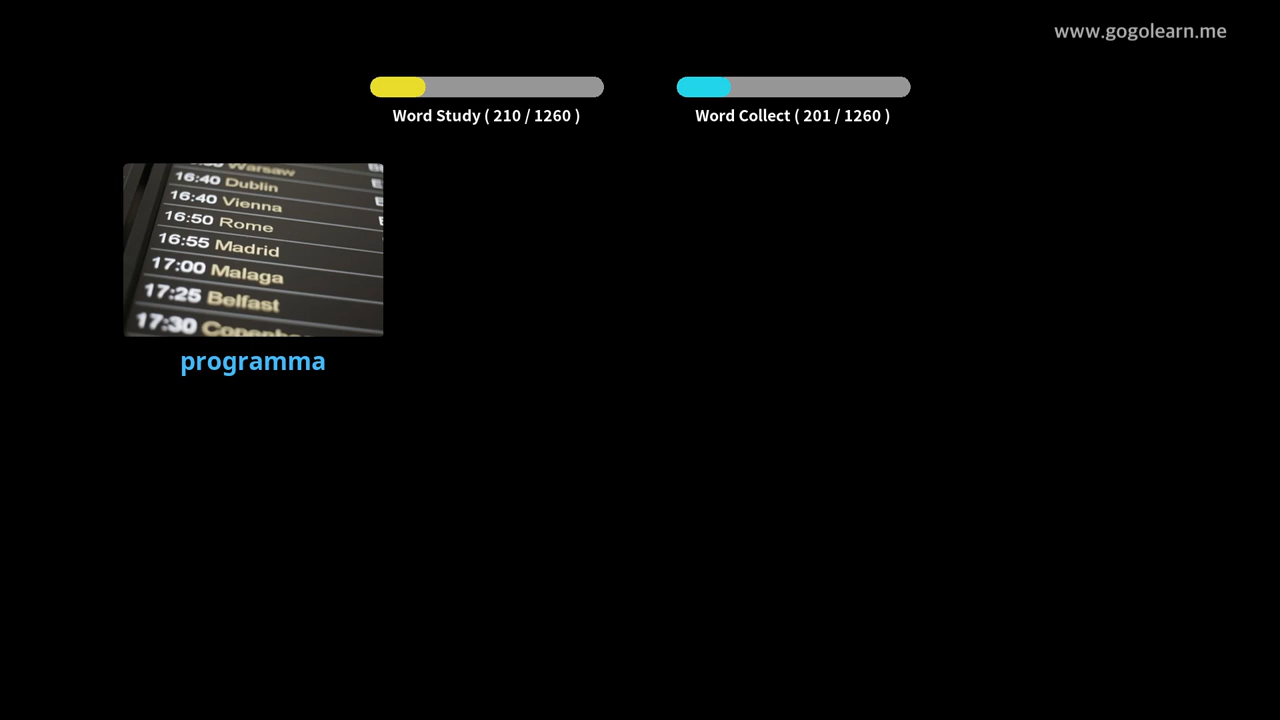 www.gogolearn.me
Word Study ( 210 / 1260 )
Word Collect ( 201 / 1260 )
Warsaw
16:40 Dublin
16:40 Vienna
16:50 Rome
16:55 Madrid
17:00 Malaga
17:25 Belfast
17:30
programma